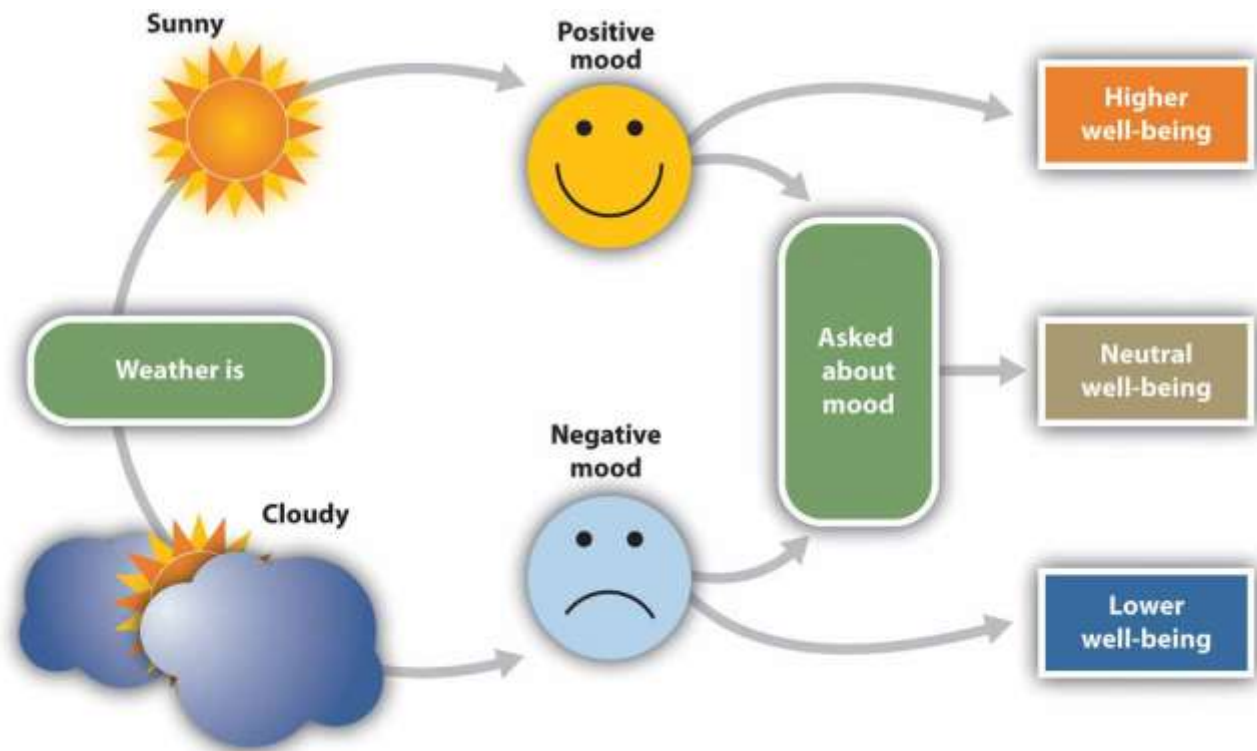 Sunny
Positive
mood
Higher
well-being
Weather is
Asked
about
mood
Neutral
well-being
Negative
mood
Cloudy
Lower
well-being